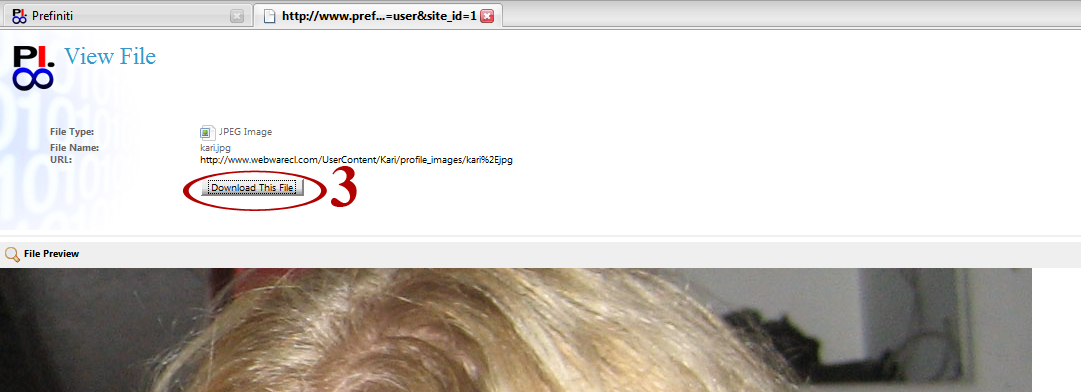 Prefiniti
http://www.pref...=user&site_id=1
PI.
View File
File Type: JPEG Image
File Name: kari.jpg
URL: http://www.webwarecl.com/UserContent/Kari/profile_images/kari%2Ejpg
Download This File
3
File Preview